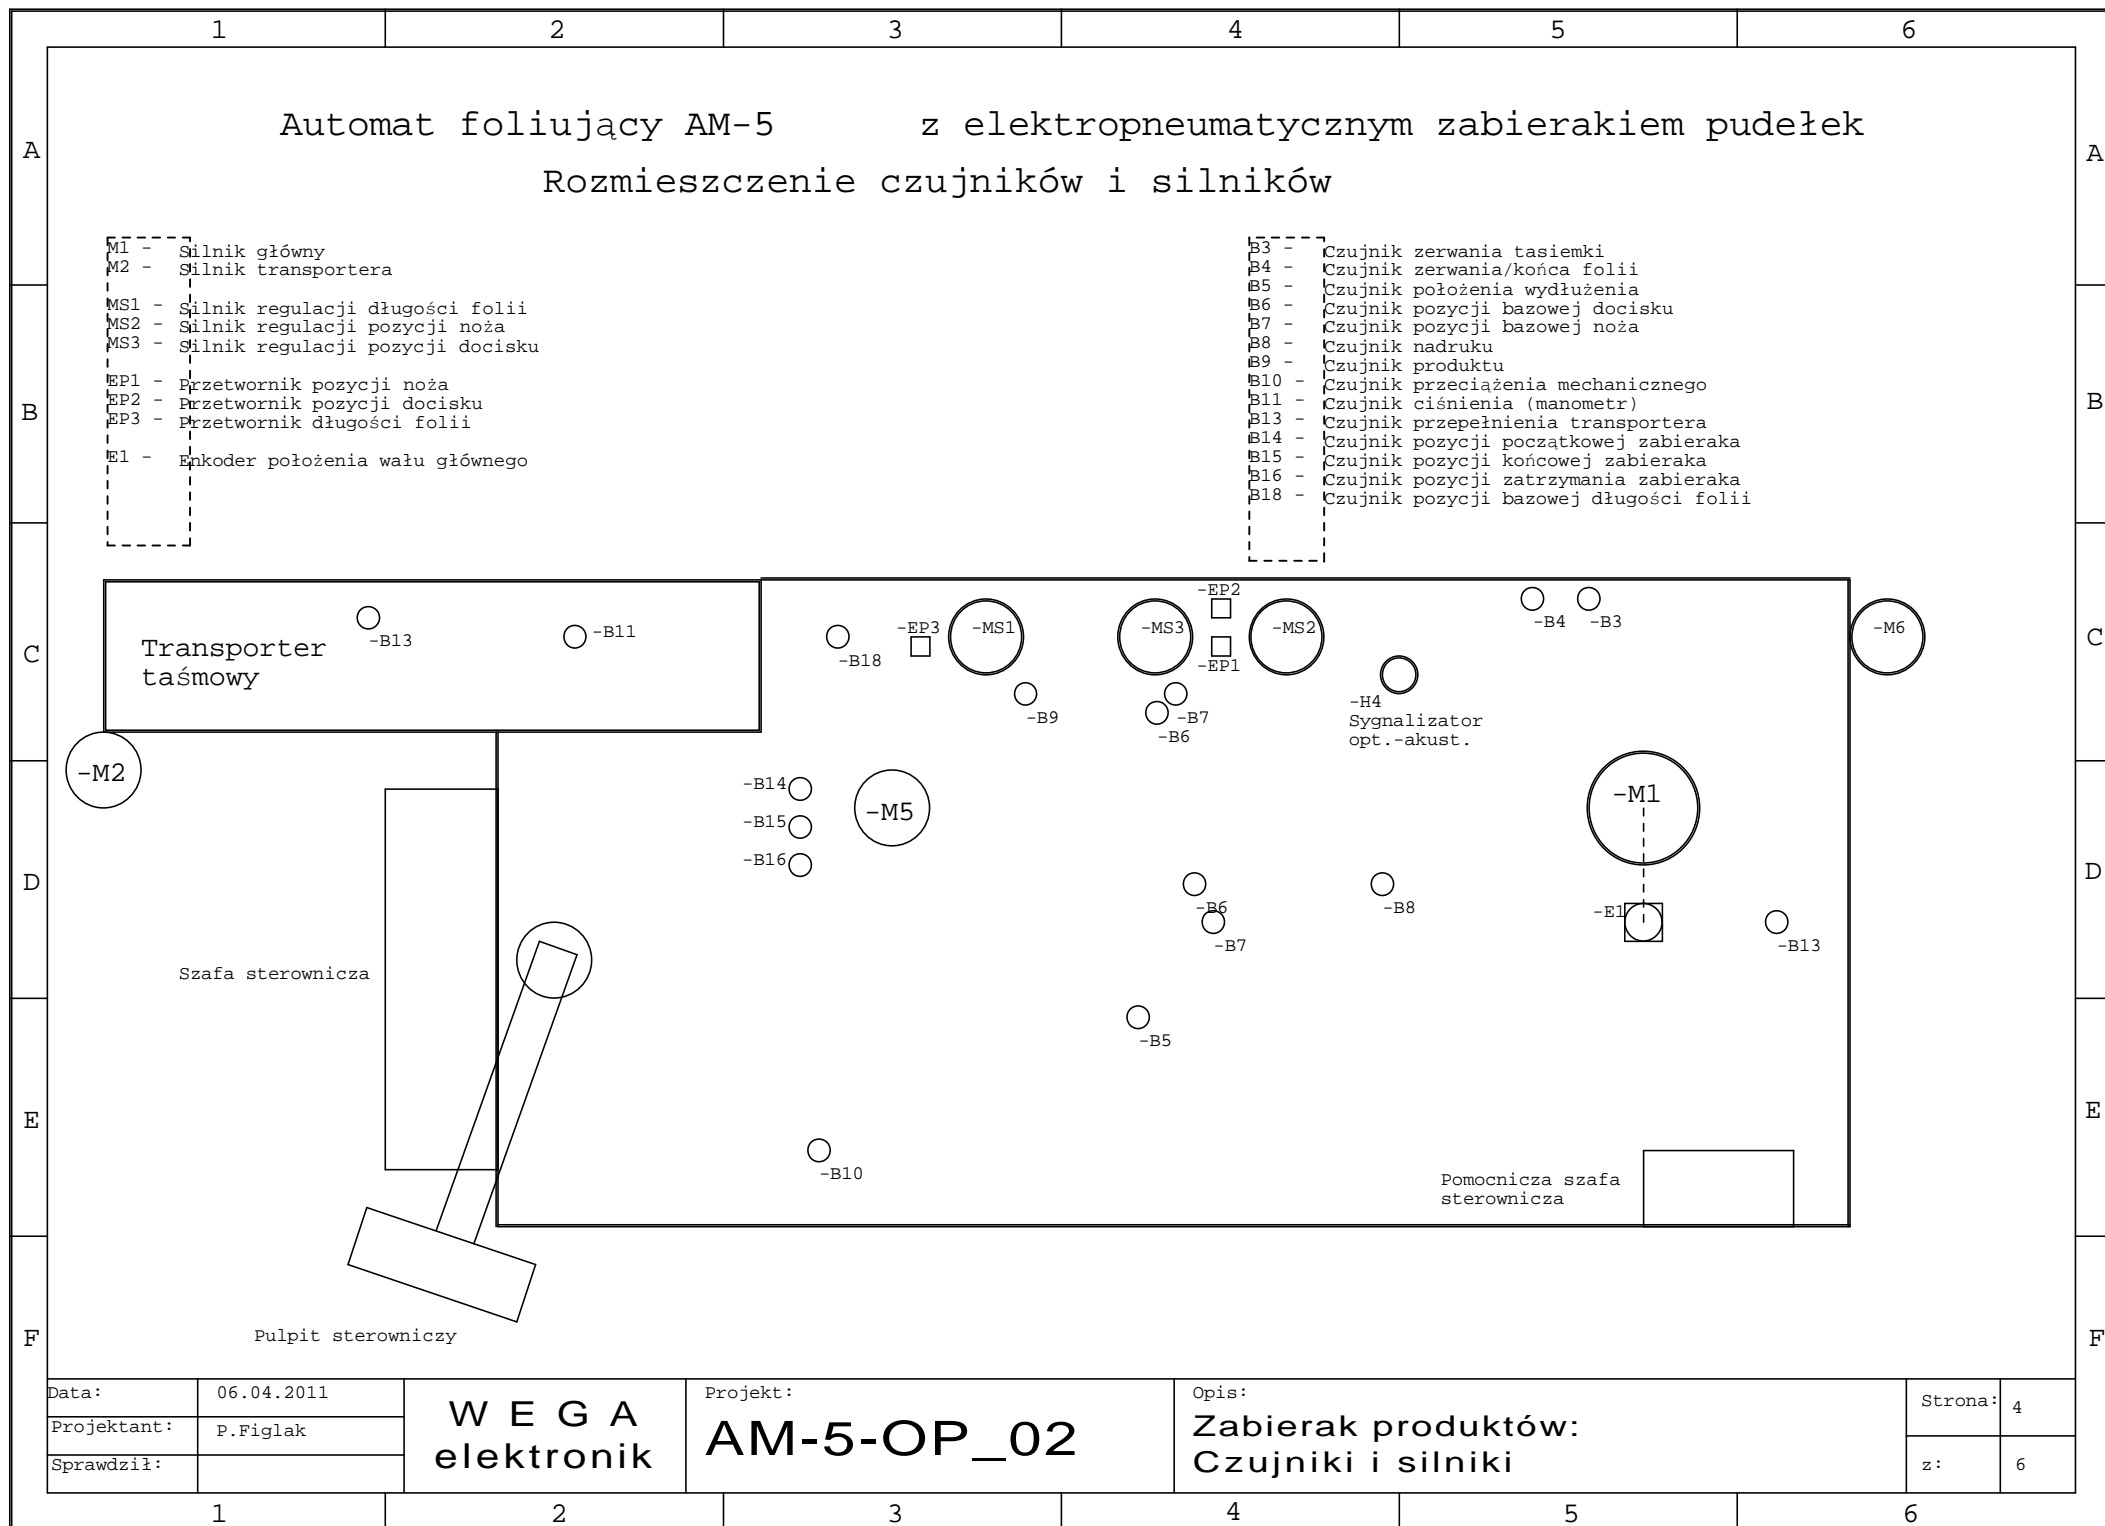 1 2 3 4 5 6
Automat foliujący AM-5 z elektropneumatycznym zabierakiem pudełek
A A
Rozmieszczenie czujników i silników
M1 - Silnik główny
M2 - Silnik transportera
MS1 - Silnik regulacji długości folii
MS2 - Silnik regulacji pozycji noża
MS3 - Silnik regulacji pozycji docisku
EP1 - Przetwornik pozycji noża
EP2 - Przetwornik pozycji docisku
EP3 - Przetwornik długości folii
E1 - Enkoder położenia wału głównego
B3 - Czujnik zerwania tasiemki
B4 - Czujnik zerwania/końca folii
B5 - Czujnik położenia wydłużenia
B6 - Czujnik pozycji bazowej docisku
B7 - Czujnik pozycji bazowej noża
B8 - Czujnik nadruku
B9 - Czujnik produktu
B10 - Czujnik przeciążenia mechanicznego
B11 - Czujnik ciśnienia (manometr)
B13 - Czujnik przepełnienia transportera
B14 - Czujnik pozycji początkowej zabieraka
B15 - Czujnik pozycji końcowej zabieraka
B16 - Czujnik pozycji zatrzymania zabieraka
B18 - Czujnik pozycji bazowej długości folii
B B
-EP2
-B13 -B11 -EP3 -MS1 -MS3 -MS2 -B4 -B3 -M6
C C
Transporter
taśmowy
-B18 -EP1
-H4
Sygnalizator
opt.-akust.
-B9 -B7
-B6
-M2
-B14
-B15
-B16
-M5
-M1
D D
-B6
-B7
-B8
-E1
-B13
Szafa sterownicza
-B5
E E
-B10
Pomocnicza szafa
sterownicza
F F
Pulpit sterowniczy
Data: 06.04.2011
Projektant: P.Figlak
Sprawdził:
W E G A
elektronik
Projekt:
AM-5-OP_02
Opis:
Zabierak produktów:
Czujniki i silniki
Strona: 4
z: 6
1 2 3 4 5 6